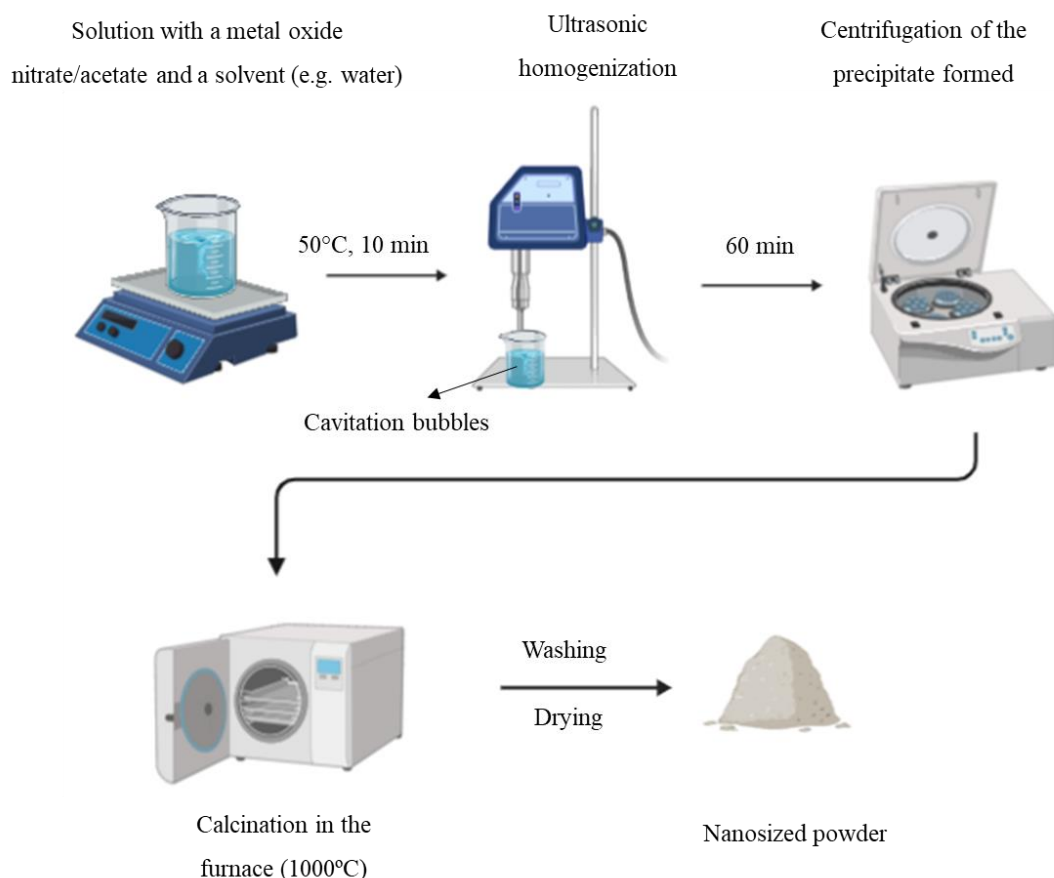 Solution with a metal oxide
nitrate/acetate and a solvent (e.g. water)
Ultrasonic
homogenization
Centrifugation of the
precipitate formed
50°C, 10 min
60 min
Cavitation bubbles
Washing
Drying
Calcination in the
furnace (1000ºC)
Nanosized powder